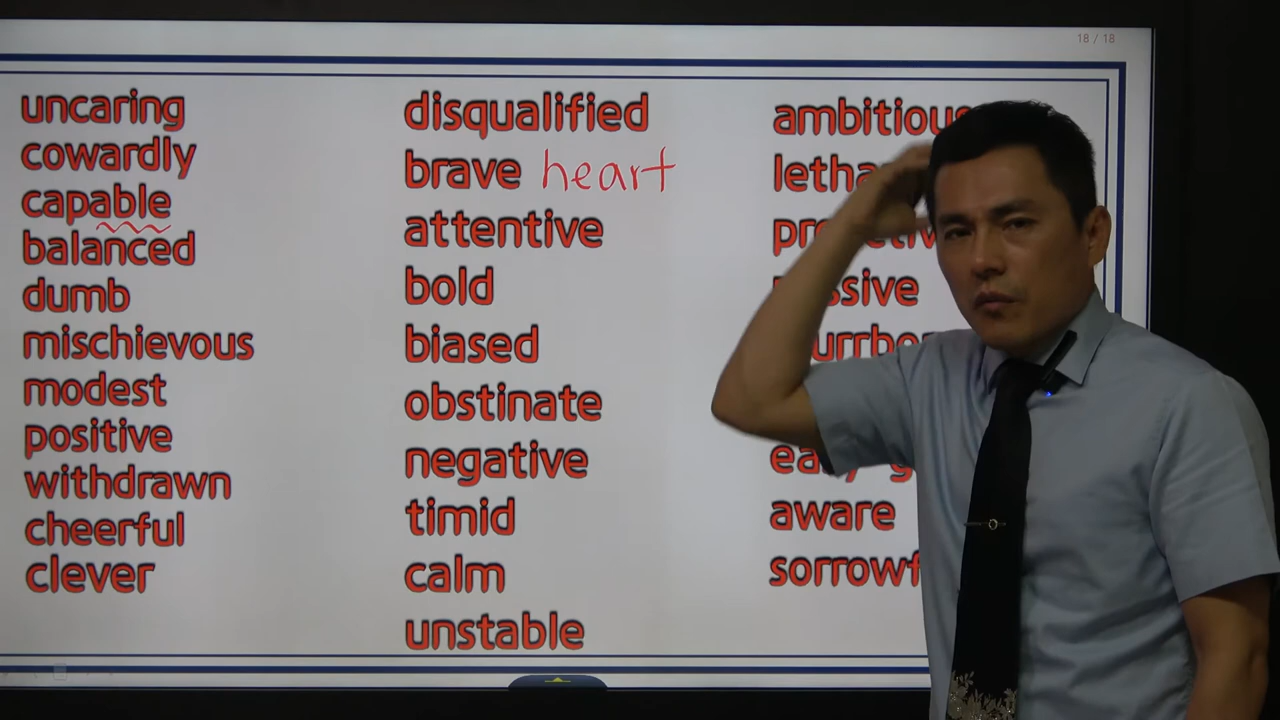 18 / 18
uncaring
cowardly
capable
balanced
dumb
mischievous
modest
positive
withdrawn
cheerful
clever
disqualified
brave heart
attentive
bold
biased
obstinate
negative
timid
calm
unstable
ambitious
aware